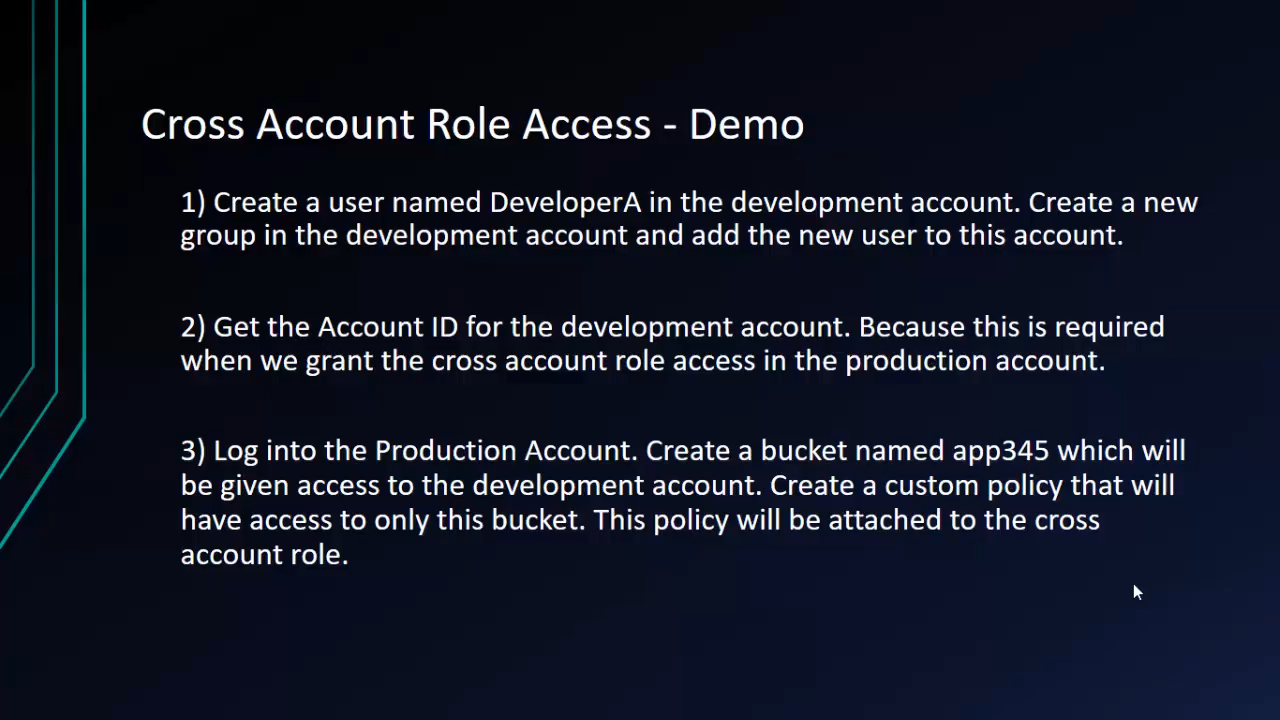 Cross Account Role Access - Demo
1) Create a user named DeveloperA in the development account. Create a new
group in the development account and add the new user to this account.
2) Get the Account ID for the development account. Because this is required
when we grant the cross account role access in the production account.
3) Log into the Production Account. Create a bucket named app345 which will
be given access to the development account. Create a custom policy that will
have access to only this bucket. This policy will be attached to the cross
account role.